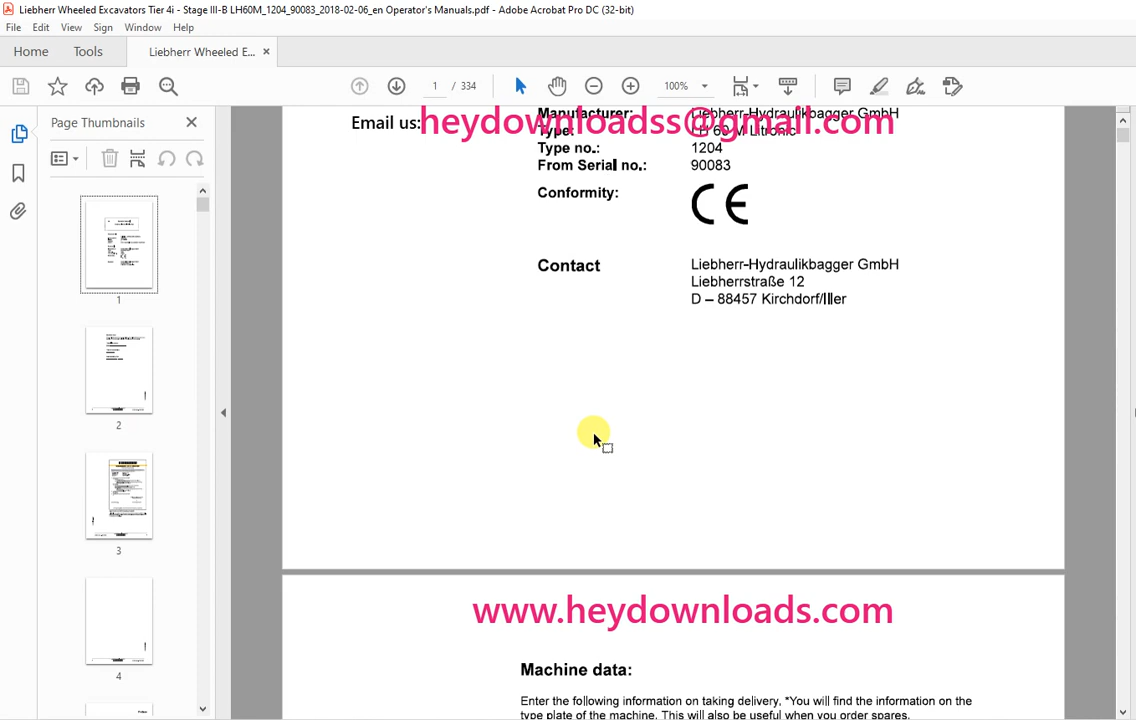 Liebherr Wheeled Excavators Tier 4i - Stage III-B LH60M_1204_90083_2018-02-06_en Operator's Manuals.pdf - Adobe Acrobat Pro DC (32-bit)
File Edit View Sign Window Help
Home Tools Liebherr Wheeled E... ×
1 / 334 100%
Page Thumbnails
1
2
3
4
Email us: heydownloadss@gmail.com
Manufacturer: Liebherr-Hydraulikbagger GmbH
Type: LH 60 M Litronic
Type no.: 1204
From Serial no.: 90083
Conformity: CE
Contact Liebherr-Hydraulikbagger GmbH
Liebherrstraße 12
D – 88457 Kirchdorf/Iller
www.heydownloads.com
Machine data:
Enter the following information on taking delivery, *You will find the information on the
type plate of the machine. This will also be useful when you order spares.